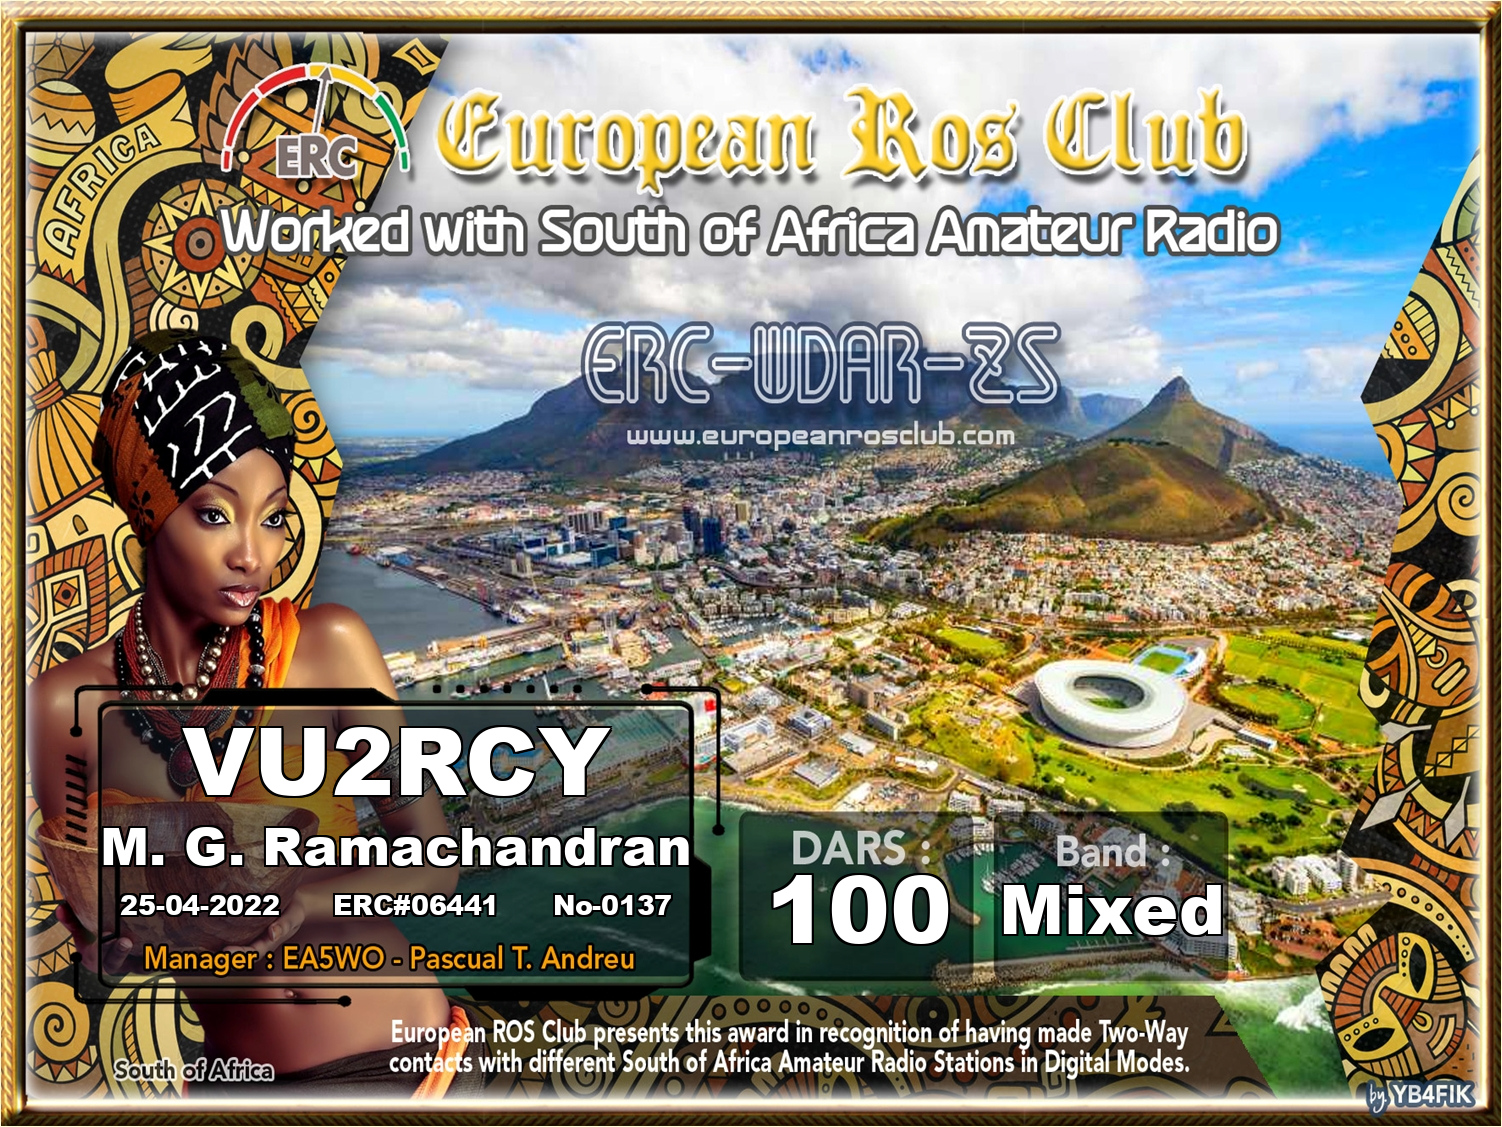 AFRICA
ERC
European Ros Club
Worked with South of Africa Amateur Radio
ERC-WDAR-ZS
www.europeanrosclub.com
VU2RCY
M. G. Ramachandran
25-04-2022 ERC#06441 No-0137
Manager : EA5WO - Pascual T. Andreu
DARS :
100
Band :
Mixed
European ROS Club presents this award in recognition of having made Two-Way
contacts with different South of Africa Amateur Radio Stations in Digital Modes.
South of Africa
by YB4FIK